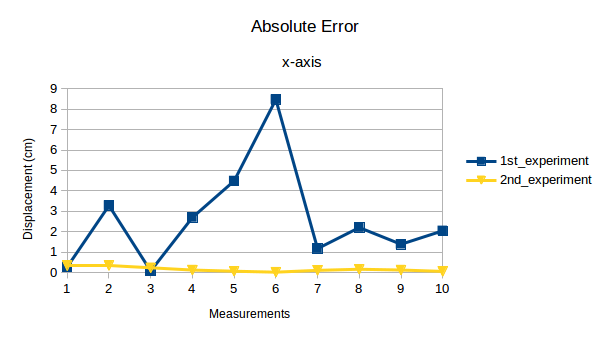 Absolute Error
x-axis
9
8
7
6
5
4
3
2
1
0
Displacement (cm)
1 2 3 4 5 6 7 8 9 10
Measurements
1st_experiment
2nd_experiment